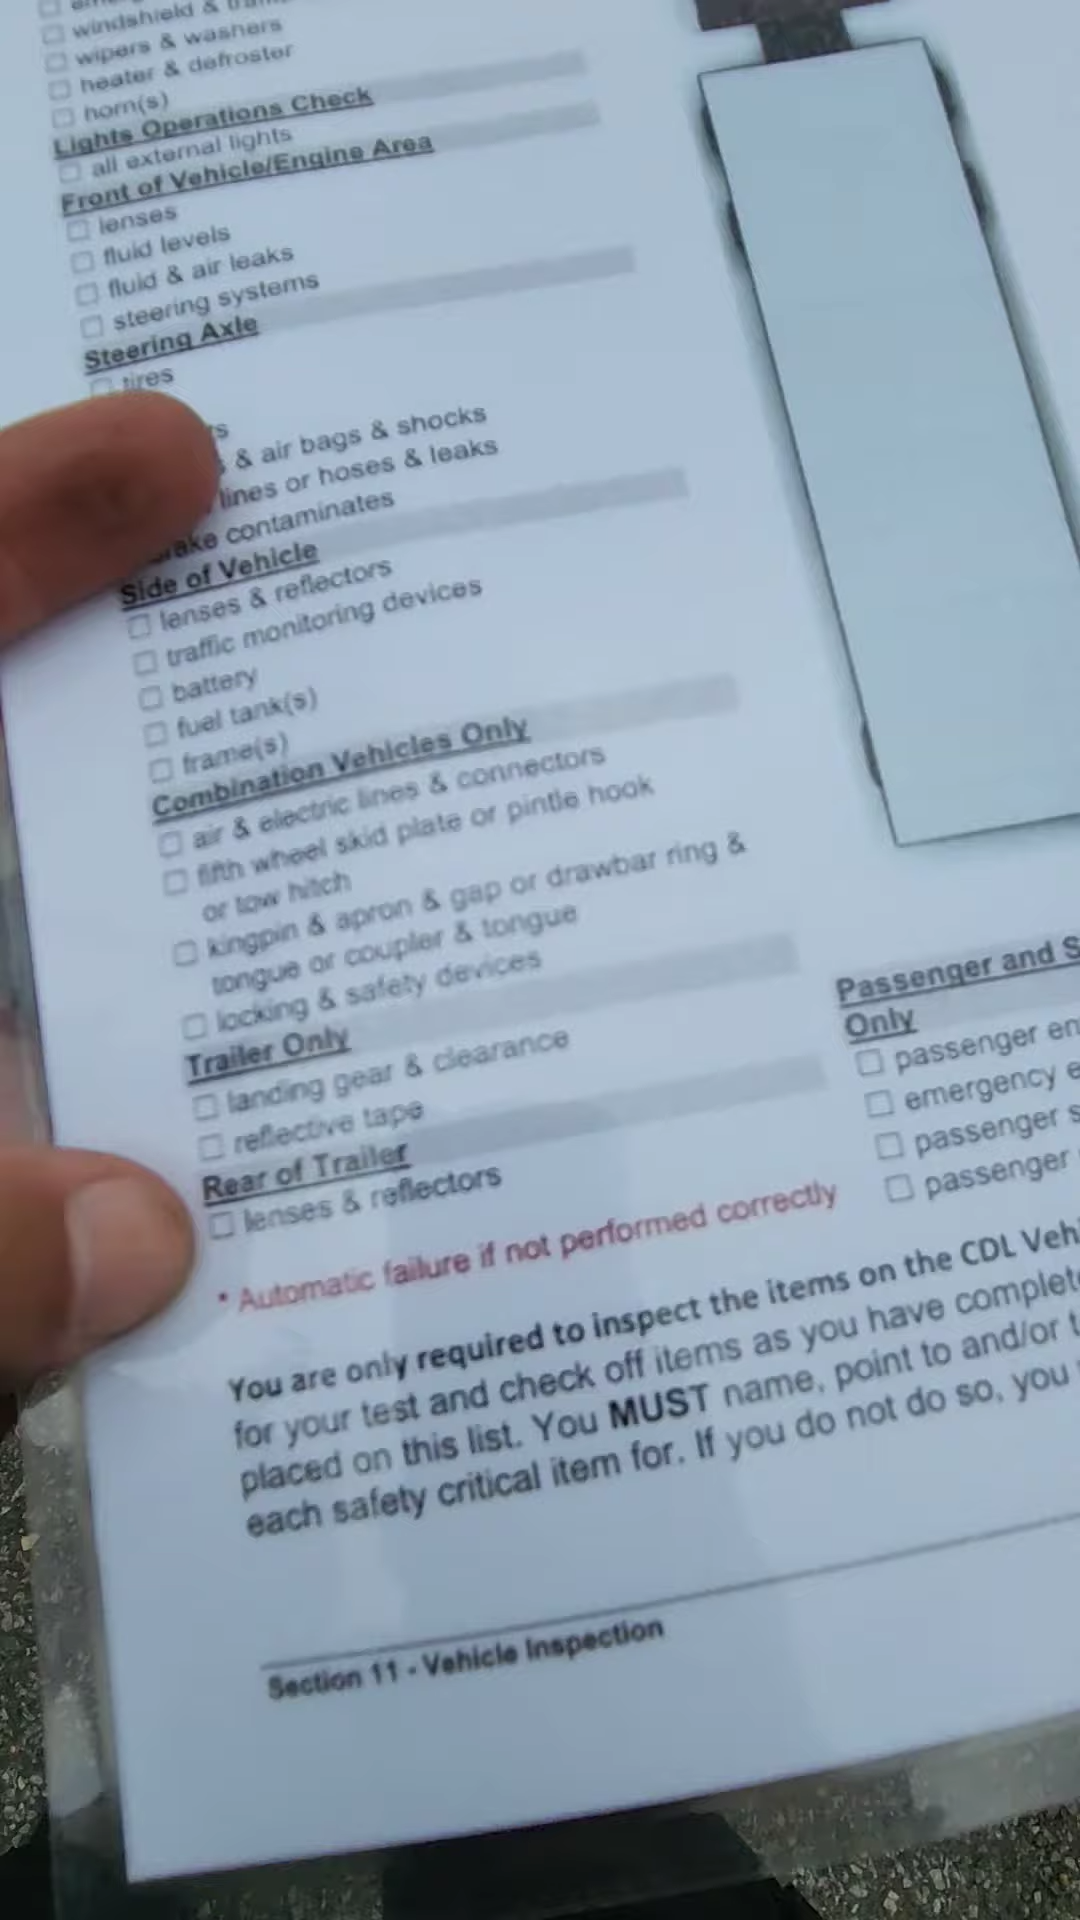 windshield &
wipers & washers
heater & defroster
horn(s)
Lights Operations Check
all external lights
Front of Vehicle/Engine Area
lenses
fluid levels
fluid & air leaks
steering systems
Steering Axle
tires
& air bags & shocks
lines or hoses & leaks
contaminates
Side of Vehicle
lenses & reflectors
traffic monitoring devices
battery
fuel tank(s)
frame(s)
Combination Vehicles Only
air & electric lines & connectors
fifth wheel skid plate or pintle hook
or tow hitch
kingpin & apron & gap or drawbar ring &
tongue or coupler & tongue
locking & safety devices
Trailer Only
landing gear & clearance
reflective tape
Rear of Trailer
lenses & reflectors
Passenger and
Only
passenger
emergency
passenger
passenger
* Automatic failure if not performed correctly
You are only required to inspect the items on the CDL
for your test and check off items as you have
placed on this list. You MUST name, point to and/or
each safety critical item for. If you do not do so, you
Section 11 - Vehicle Inspection